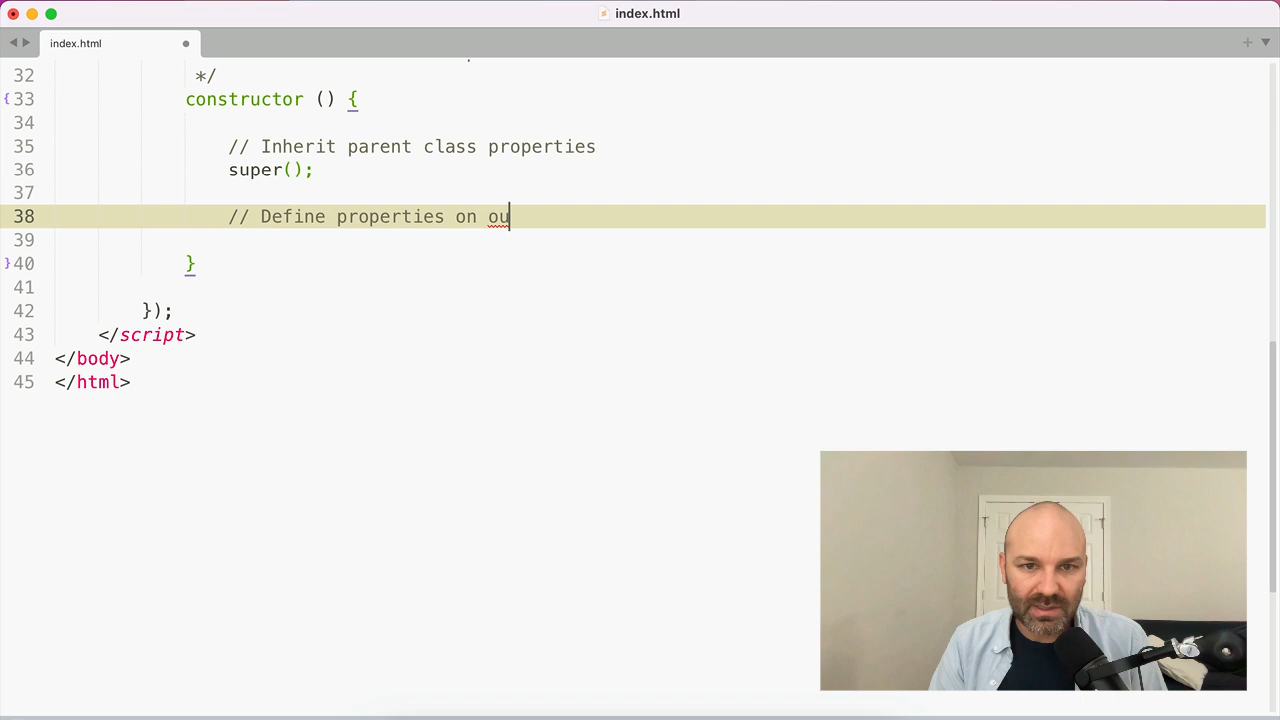 index.html
index.html
32 */
33 constructor () {
34
35 // Inherit parent class properties
36 super();
37
38 // Define properties on ou
39
40 }
41
42 });
43 </script>
44 </body>
45 </html>